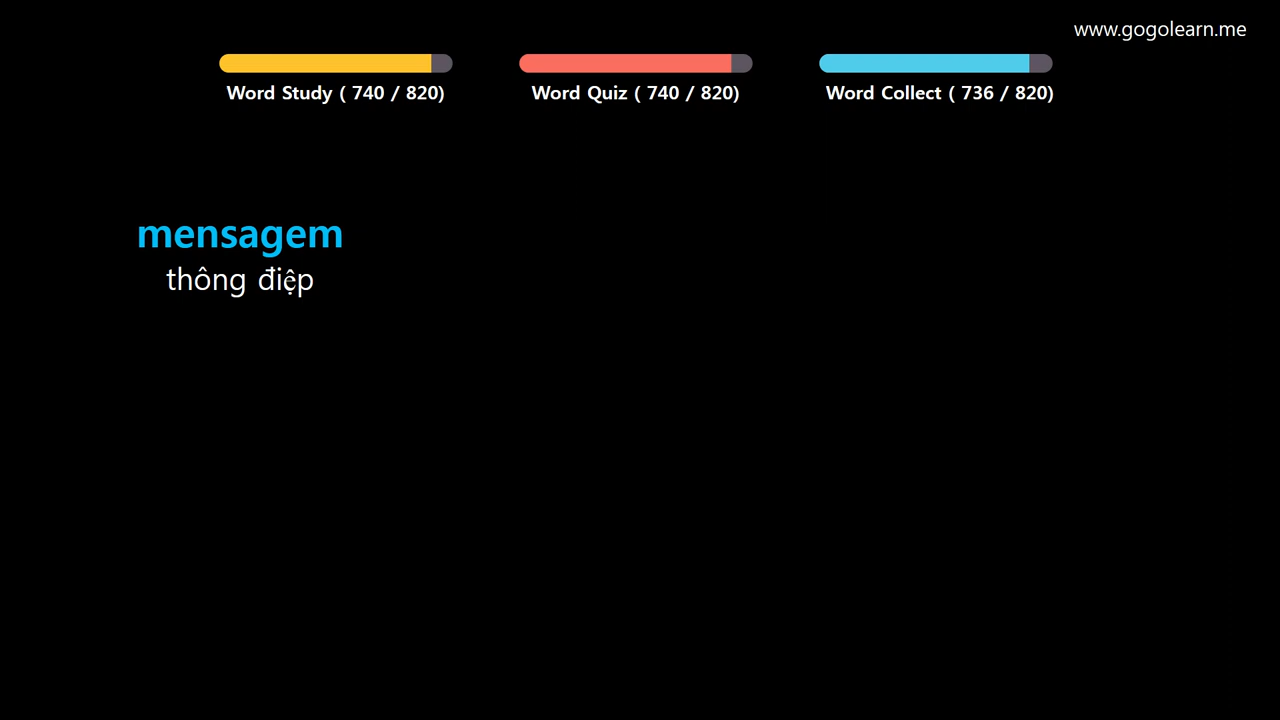 www.gogolearn.me
Word Study ( 740 / 820)
Word Quiz ( 740 / 820)
Word Collect ( 736 / 820)
mensagem
thông điệp